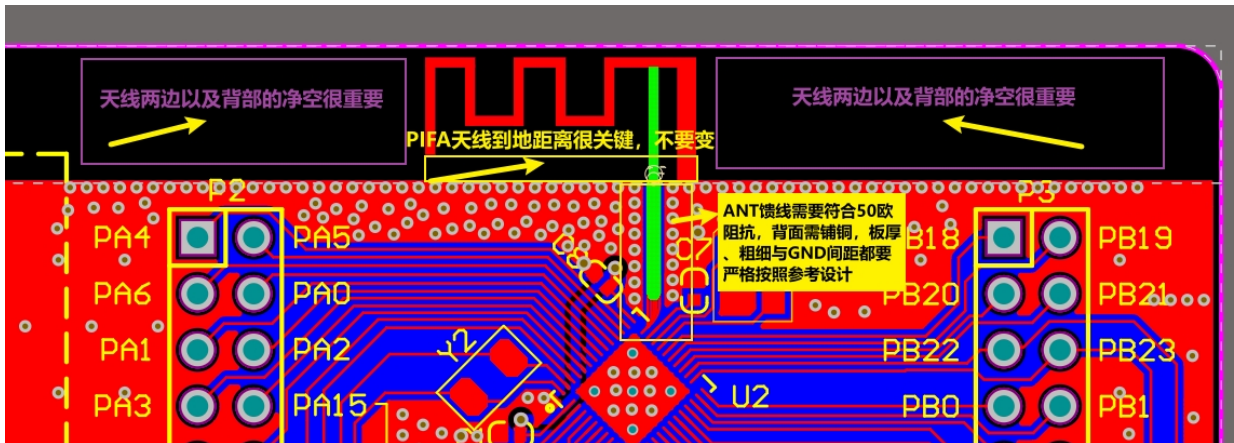 天线两边以及背部的净空很重要
天线两边以及背部的净空很重要
PIFA天线到地距离很关键，不要变
P2
P3
ANT馈线需要符合50欧
阻抗，背面需铺铜，板厚
、粗细与GND间距都要
严格按照参考设计
PA4
PA5
B18
PB19
PA6
PA0
PB20
PB21
PA1
PA2
Y2
PB22
PB23
PA3
PA15
1
1
U2
PB0
PB1